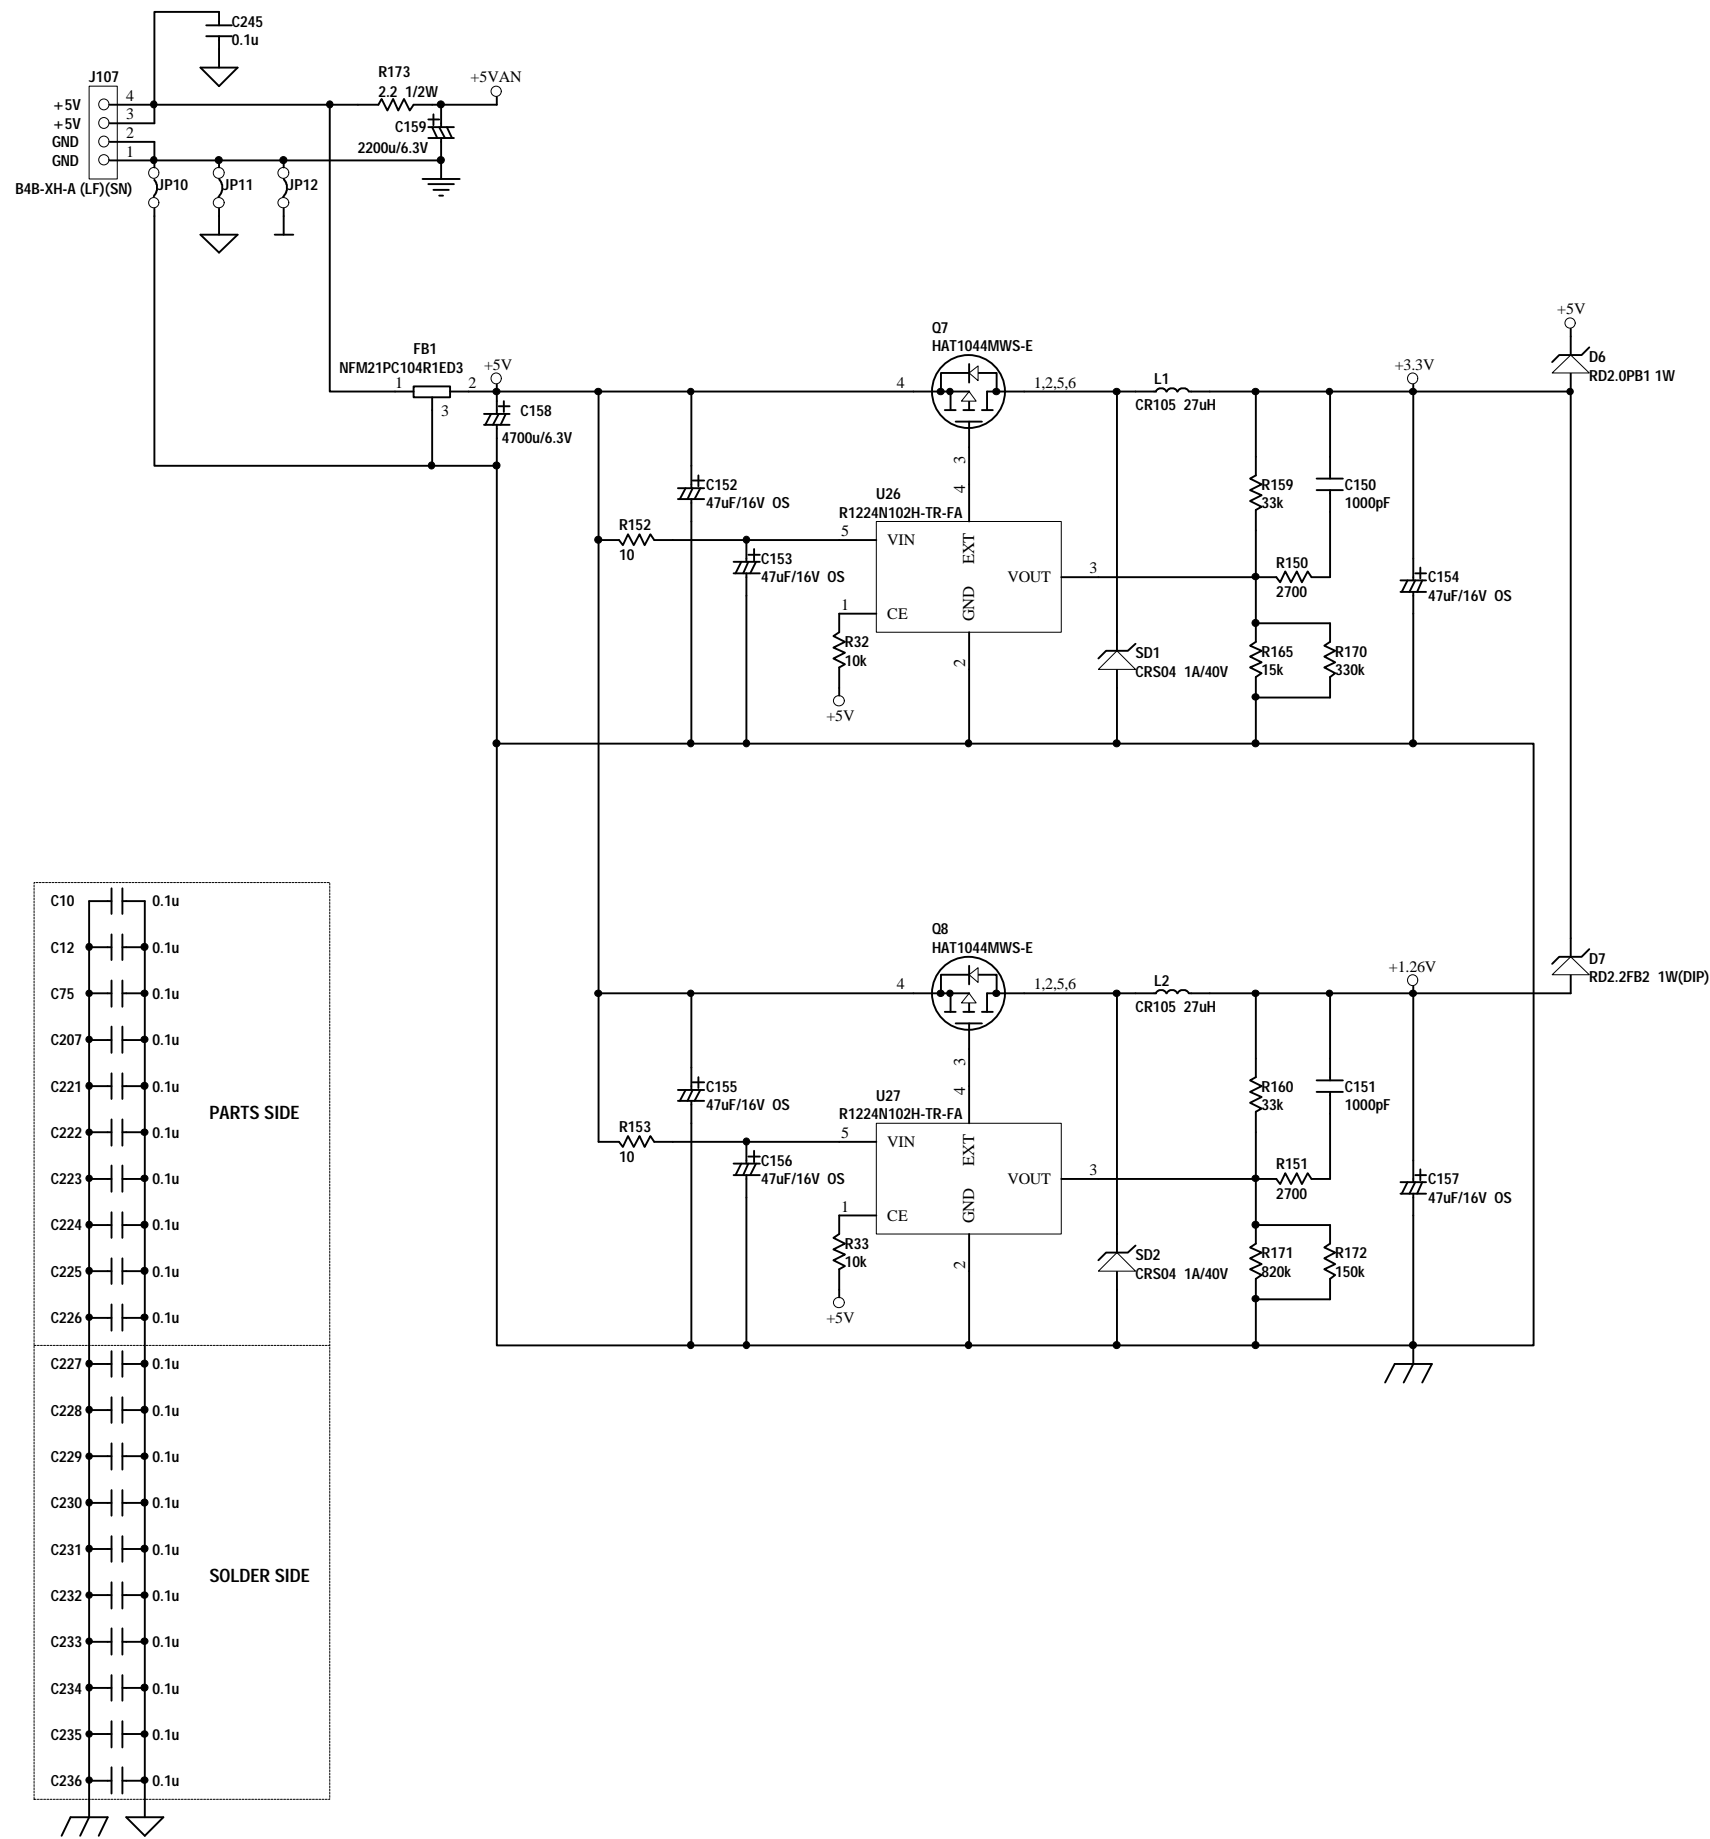 C245
0.1u
J107
+5V
+5V
GND
GND
4
3
2
1
B4B-XH-A (LF)(SN)
R173
2.2 1/2W
+5VAN
C159
2200u/6.3V
JP10
JP11
JP12
FB1
NFM21PC104R1ED3
1
2
3
+5V
C158
4700u/6.3V
Q7
HAT1044MWS-E
4
1,2,5,6
3
4
L1
CR105 27uH
+3.3V
+5V
D6
RD2.0PB1 1W
C152
47uF/16V OS
R152
10
C153
47uF/16V OS
U26
R1224N102H-TR-FA
5
VIN
EXT
VOUT
3
GND
1
CE
2
R32
10k
+5V
SD1
CRS04 1A/40V
R159
33k
C150
1000pF
R150
2700
R165
15k
R170
330k
C154
47uF/16V OS
Q8
HAT1044MWS-E
4
1,2,5,6
3
4
L2
CR105 27uH
+1.26V
D7
RD2.2FB2 1W(DIP)
C155
47uF/16V OS
R153
10
C156
47uF/16V OS
U27
R1224N102H-TR-FA
5
VIN
EXT
VOUT
3
GND
1
CE
2
R33
10k
+5V
SD2
CRS04 1A/40V
R160
33k
C151
1000pF
R151
2700
R171
820k
R172
150k
C157
47uF/16V OS
C10 0.1u
C12 0.1u
C75 0.1u
C207 0.1u
C221 0.1u
PARTS SIDE
C222 0.1u
C223 0.1u
C224 0.1u
C225 0.1u
C226 0.1u
C227 0.1u
C228 0.1u
C229 0.1u
C230 0.1u
C231 0.1u
SOLDER SIDE
C232 0.1u
C233 0.1u
C234 0.1u
C235 0.1u
C236 0.1u